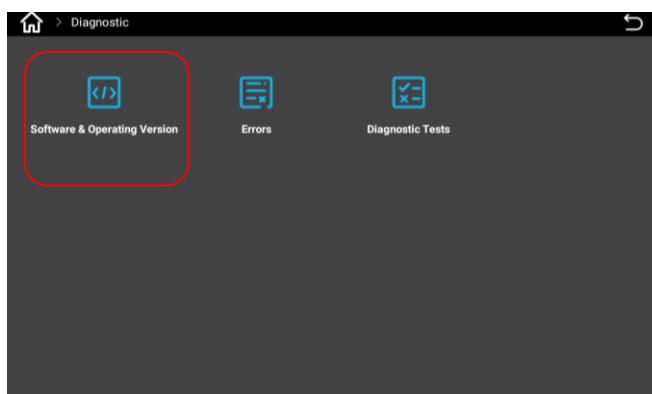 > Diagnostic
Software & Operating Version
Errors
Diagnostic Tests